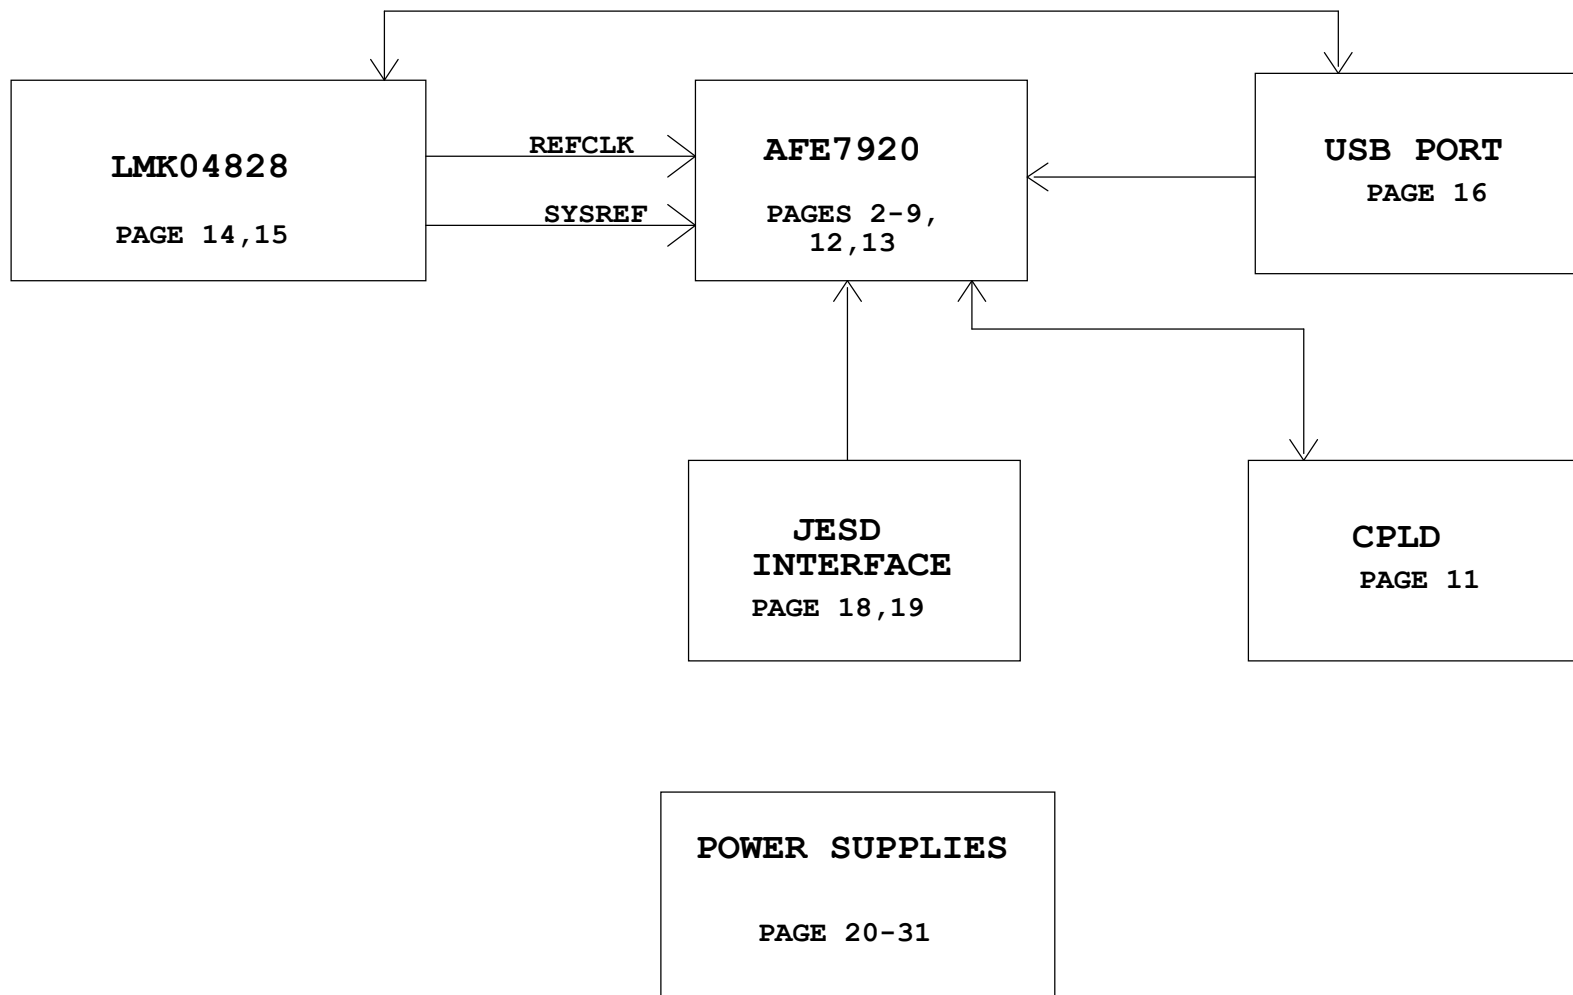 LMK04828
PAGE 14,15
REFCLK
SYSREF
AFE7920
PAGES 2-9,
12,13
USB PORT
PAGE 16
JESD
INTERFACE
PAGE 18,19
CPLD
PAGE 11
POWER SUPPLIES
PAGE 20-31